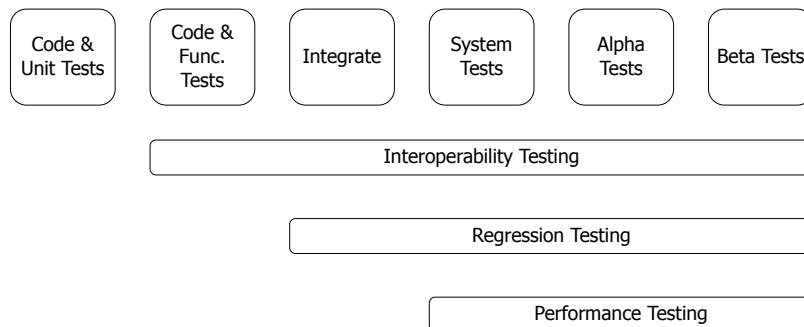 Code &
Unit Tests
Code &
Func.
Tests
Integrate
System
Tests
Alpha
Tests
Beta Tests
Interoperability Testing
Regression Testing
Performance Testing